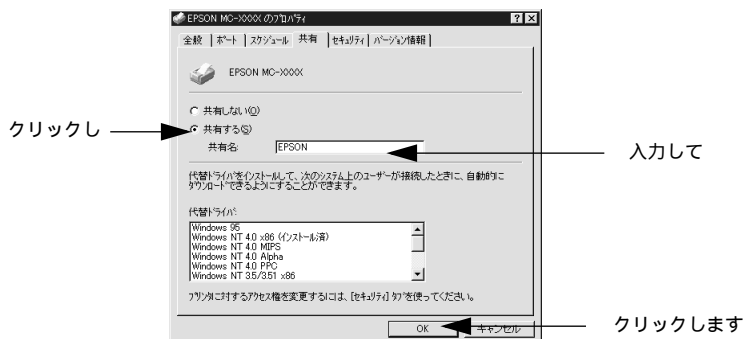 EPSON MC-XXXX のプロパティ
全般 ポート スケジュール 共有 セキュリティ バージョン情報
EPSON MC-XXXX
共有しない(O)
クリックし
共有する(S)
共有名: EPSON
入力して
代替ドライバをインストールして、次のシステム上のユーザーが接続したときに、自動的に
ダウンロードできるようにすることができます。
代替ドライバ:
Windows 95
Windows NT 4.0 x86 (インストール済)
Windows NT 4.0 MIPS
Windows NT 4.0 Alpha
Windows NT 4.0 PPC
Windows NT 3.5/3.51 x86
プリンタに対するアクセス権を変更するには、[セキュリティ] タブを使ってください。
OK キャンセル
クリックします